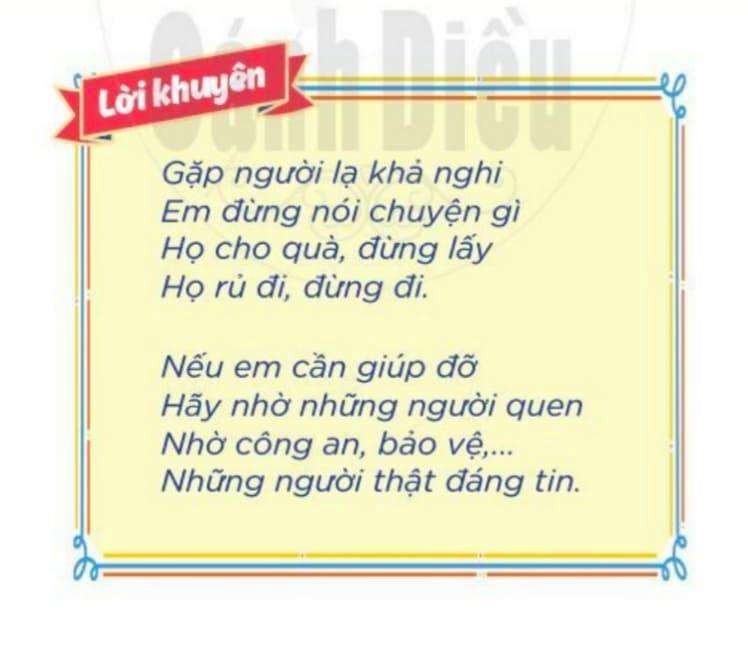 Cánh Diều
Lời khuyên
Gặp người lạ khả nghi
Em đừng nói chuyện gì
Họ cho quà, đừng lấy
Họ rủ đi, đừng đi.
Nếu em cần giúp đỡ
Hãy nhờ những người quen
Nhờ công an, bảo vệ,...
Những người thật đáng tin.